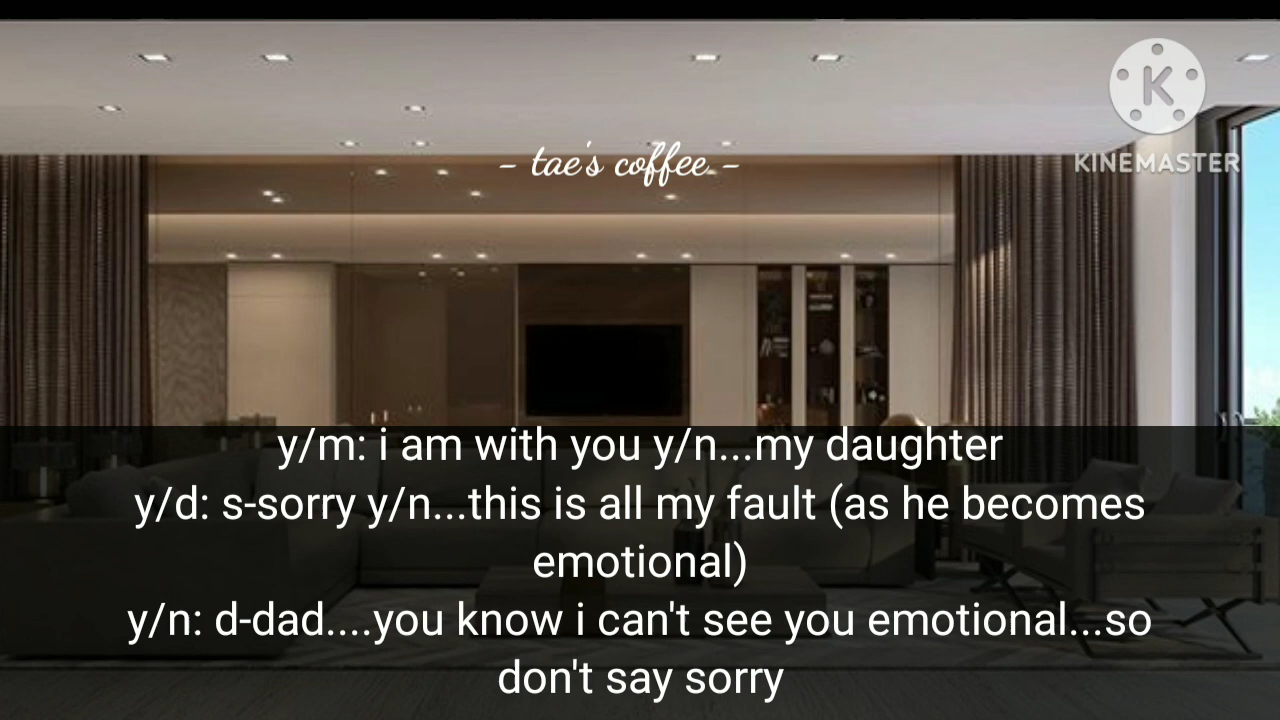 K
KINEMASTER
- tae's coffee -
y/m: i am with you y/n...my daughter
y/d: s-sorry y/n...this is all my fault (as he becomes
emotional)
y/n: d-dad....you know i can't see you emotional...so
don't say sorry